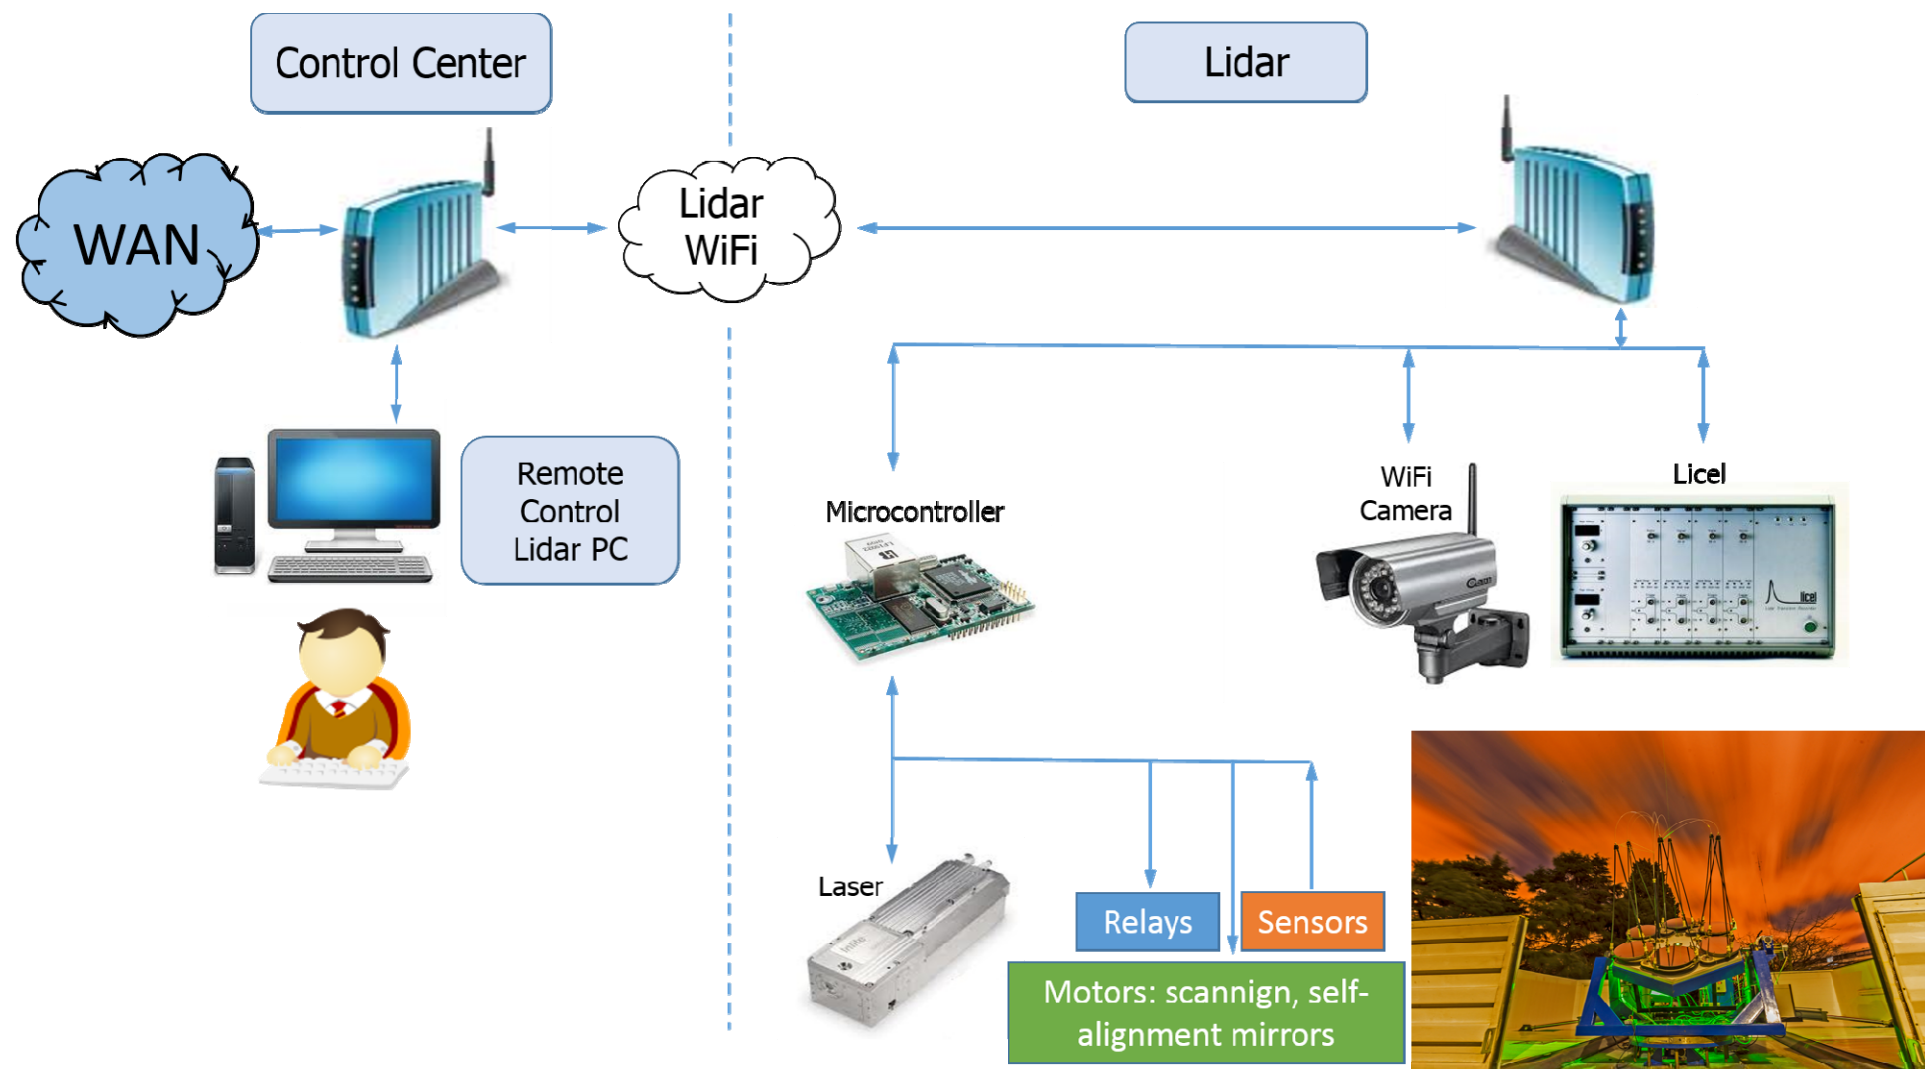 Control Center
Lidar
WAN
Lidar
WiFi
Remote
Control
Lidar PC
Microcontroller
WiFi
Camera
Licel
licel
Laser
Relays
Sensors
Motors: scannign, self-
alignment mirrors